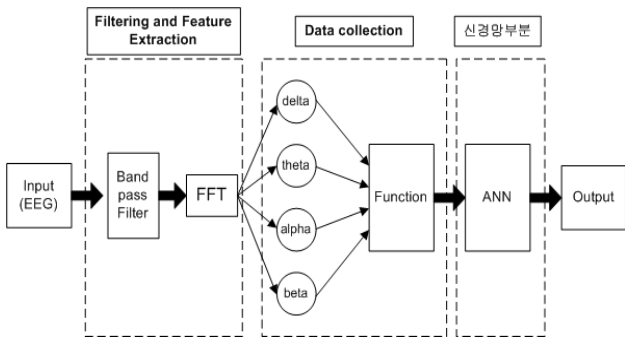 Filtering and Feature
Extraction
Data collection
신경망부분
Input
(EEG)
Band
pass
Filter
FFT
delta
theta
alpha
beta
Function
ANN
Output